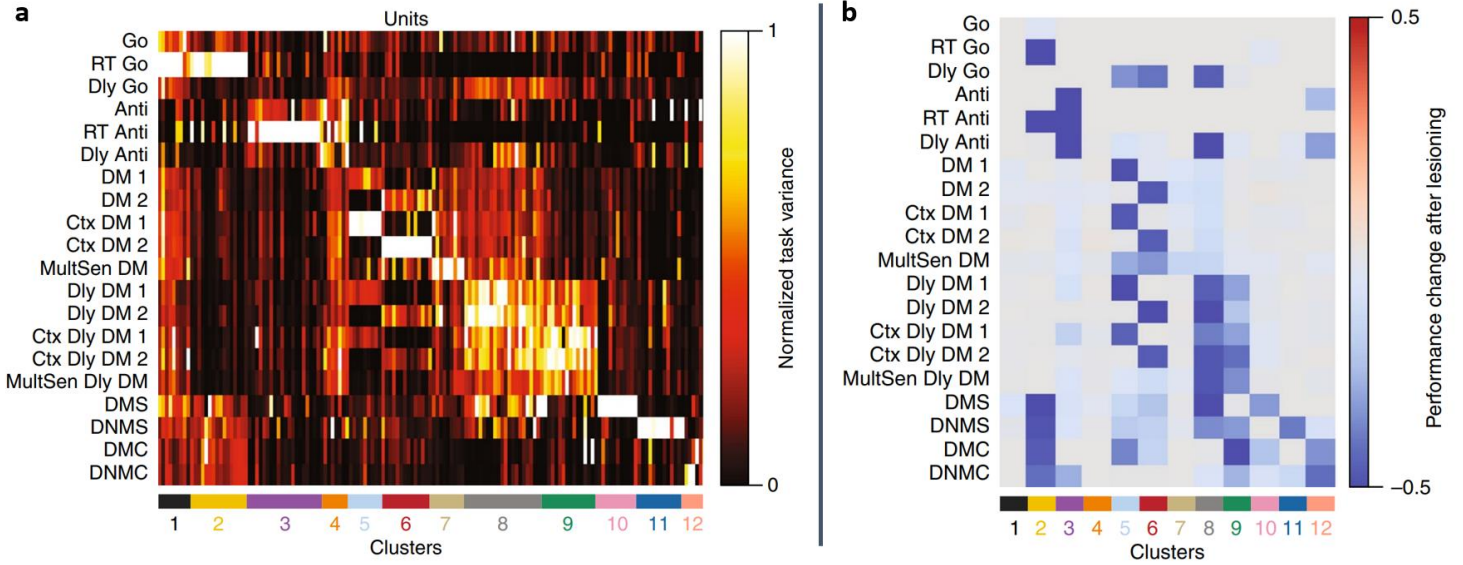 a
Units
Go
RT Go
Dly Go
Anti
RT Anti
Dly Anti
DM 1
DM 2
Ctx DM 1
Ctx DM 2
MultSen DM
Dly DM 1
Dly DM 2
Ctx Dly DM 1
Ctx Dly DM 2
MultSen Dly DM
DMS
DNMS
DMC
DNMC
1 2 3 4 5 6 7 8 9 10 11 12
Clusters
1
Normalized task variance
0
b
Go
RT Go
Dly Go
Anti
RT Anti
Dly Anti
DM 1
DM 2
Ctx DM 1
Ctx DM 2
MultSen DM
Dly DM 1
Dly DM 2
Ctx Dly DM 1
Ctx Dly DM 2
MultSen Dly DM
DMS
DNMS
DMC
DNMC
1 2 3 4 5 6 7 8 9 10 11 12
Clusters
0.5
Performance change after lesioning
–0.5